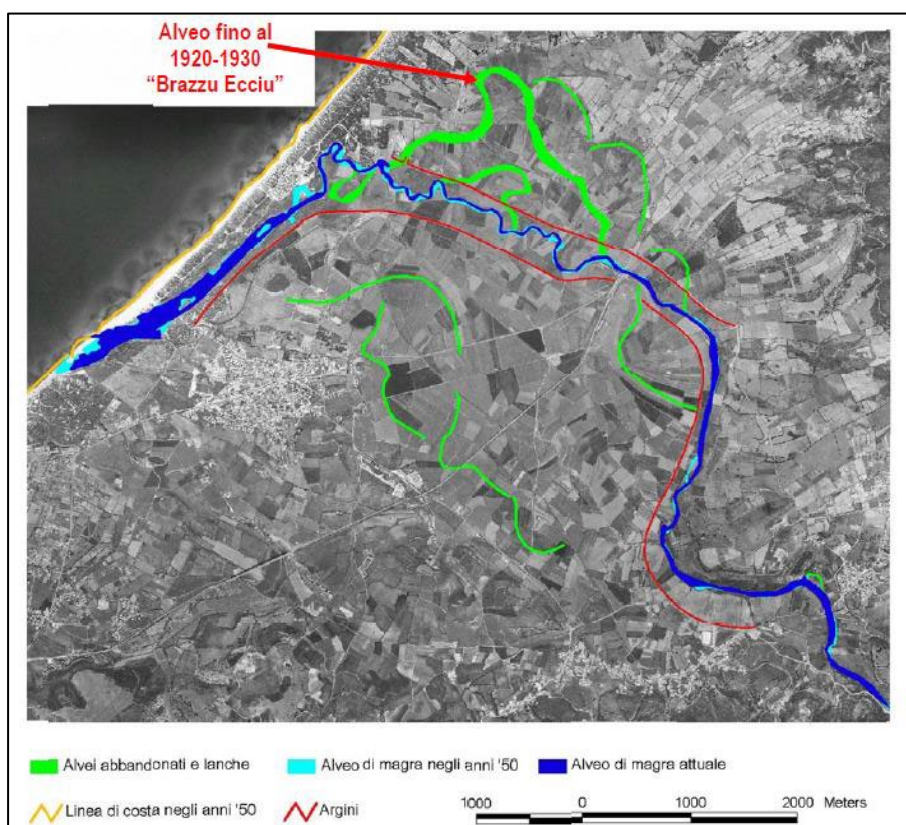 Alveo fino al
1920-1930
“Brazzu Ecciu”
Alvei abbandonati e lanche
Alveo di magra negli anni '50
Alveo di magra attuale
Linea di costa negli anni '50
Argini
1000 0 1000 2000 Meters